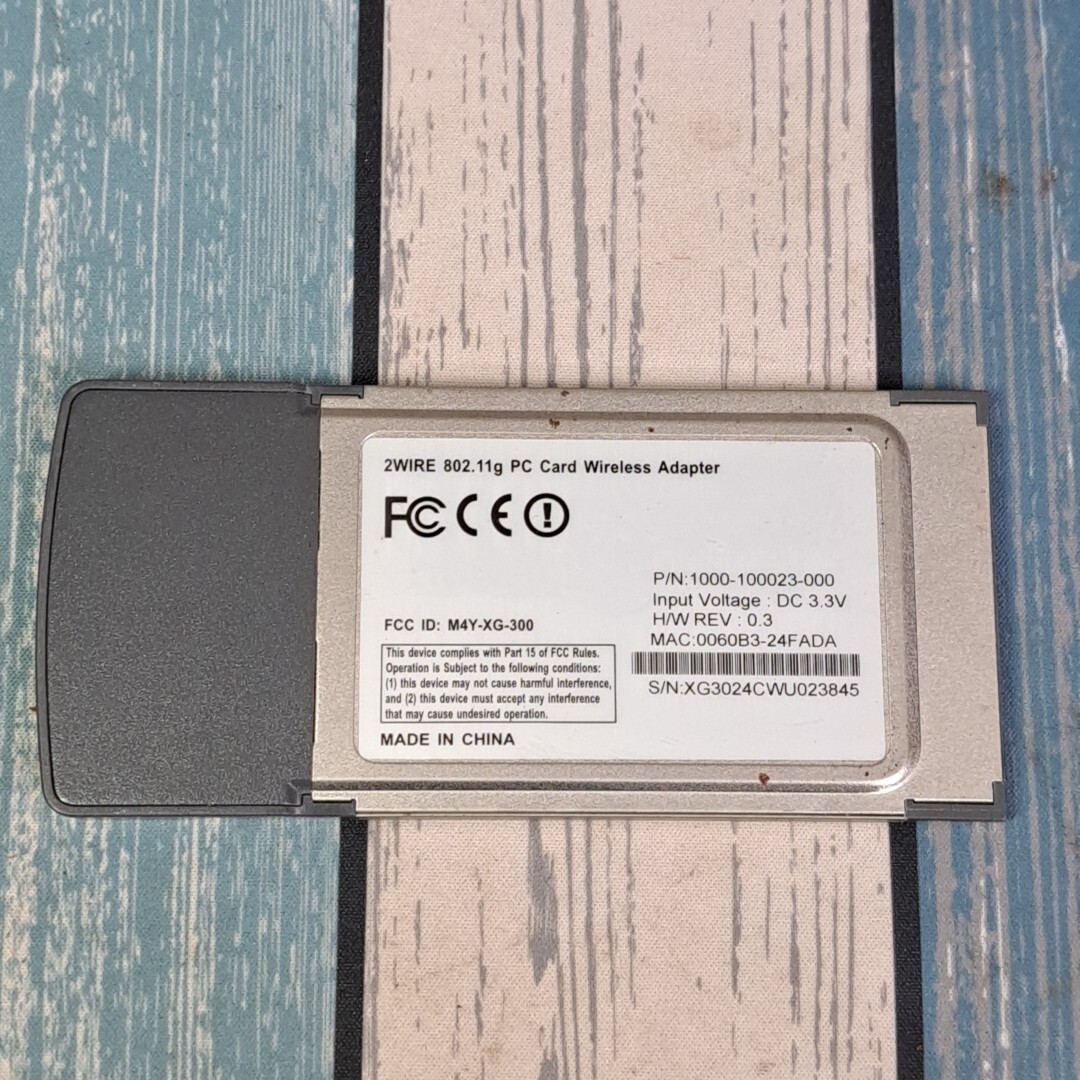 2WIRE 802.11g PC Card Wireless Adapter
FC CE
P/N:1000-100023-000
Input Voltage : DC 3.3V
H/W REV : 0.3
MAC:0060B3-24FADA
S/N:XG3024CWU023845
FCC ID: M4Y-XG-300
This device complies with Part 15 of FCC Rules.
Operation is Subject to the following conditions:
(1) this device may not cause harmful interference,
and (2) this device must accept any interference
that may cause undesired operation.
MADE IN CHINA